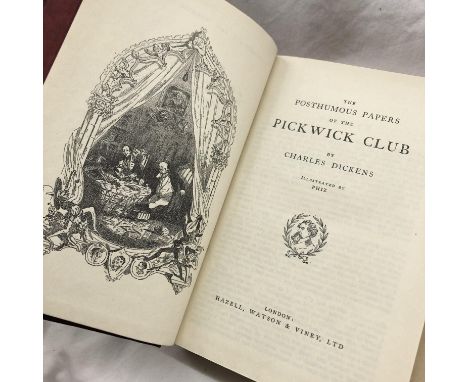 THE
POSTHUMOUS PAPERS
OF THE
PICKWICK CLUB
BY
CHARLES DICKENS
ILLUSTRATED BY
PHIZ
LONDON:
HAZELL, WATSON & VINEY, LTD